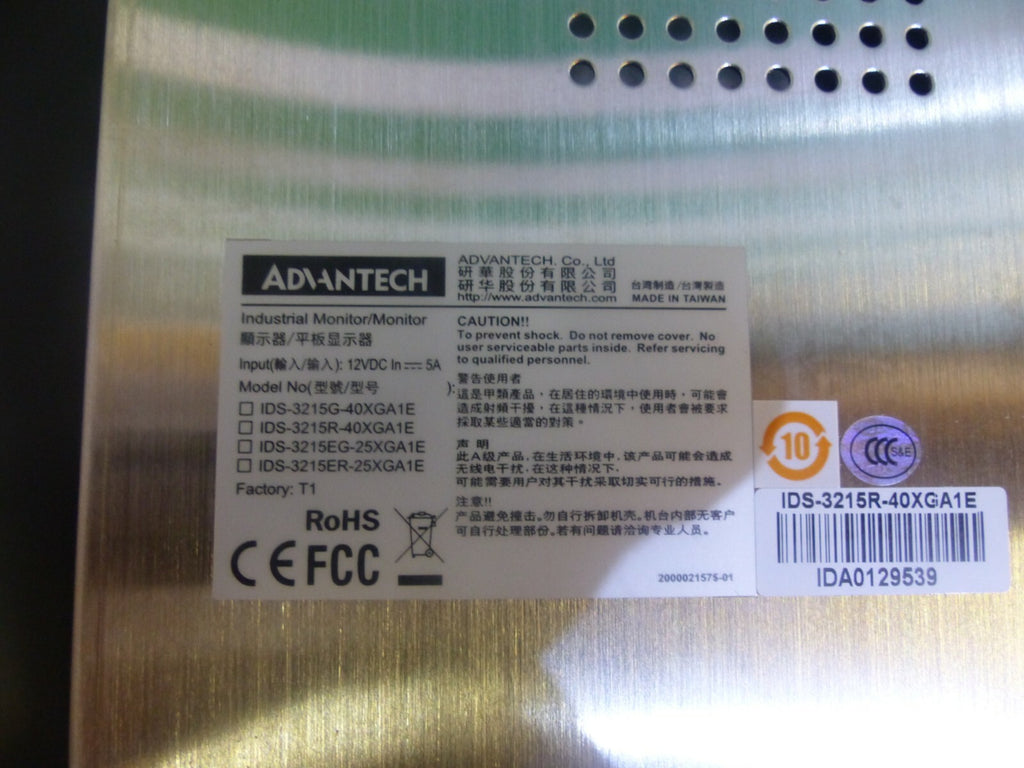 ADVANTECH
ADVANTECH. Co., Ltd
研華股份有限公司
研华股份有限公司
http://www.advantech.com
台湾制造/台灣製造
MADE IN TAIWAN
Industrial Monitor/Monitor
顯示器/平板显示器
Input(輸入/输入): 12VDC In⎓5A
Model No(型號/型号 ):
IDS-3215G-40XGA1E
IDS-3215R-40XGA1E
IDS-3215EG-25XGA1E
IDS-3215ER-25XGA1E
Factory: T1
RoHS
CE FCC
CAUTION!!
To prevent shock. Do not remove cover. No
user serviceable parts inside. Refer servicing
to qualified personnel.
警告使用者
這是甲類產品，在居住的環境中使用時，可能會
造成射頻干擾，在這種情況下，使用者會被要求
採取某些適當的對策。
声 明
此A级产品,在生活环境中,该产品可能会造成
无线电干扰,在这种情况下,
可能需要用户对其干扰采取切实可行的措施。
注意!!
产品避免撞击。勿自行拆卸机壳。机台内部无客户
可自行处理部份。若有问题请洽询专业人员。
2000021575-01
10
CCC S&E
IDS-3215R-40XGA1E
IDA0129539